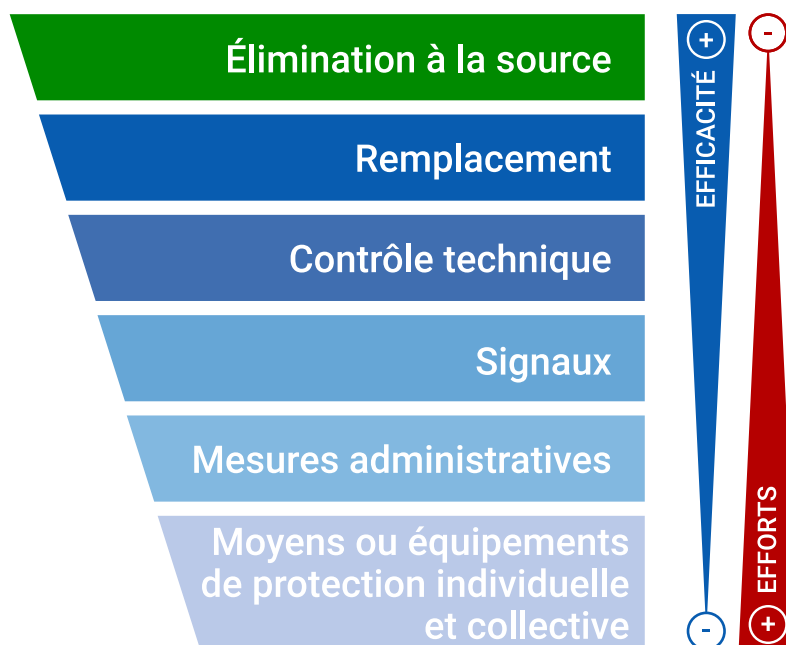 Élimination à la source
Remplacement
Contrôle technique
Signaux
Mesures administratives
Moyens ou équipements
de protection individuelle
et collective
+
EFFICACITÉ
-
-
EFFORTS
+